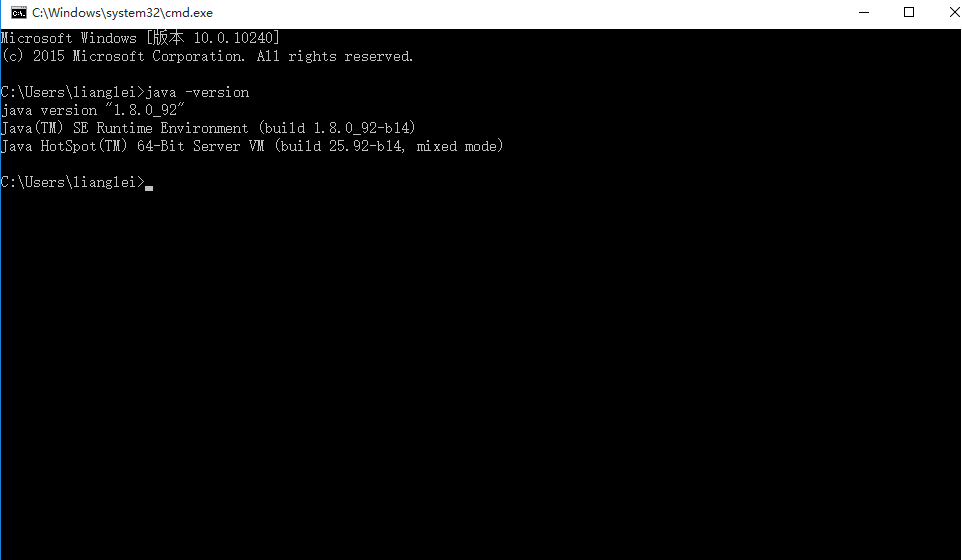 C:\Windows\system32\cmd.exe
Microsoft Windows [版本 10.0.10240]
(c) 2015 Microsoft Corporation. All rights reserved.
C:\Users\lianglei>java -version
java version "1.8.0_92"
Java(TM) SE Runtime Environment (build 1.8.0_92-b14)
Java HotSpot(TM) 64-Bit Server VM (build 25.92-b14, mixed mode)
C:\Users\lianglei>